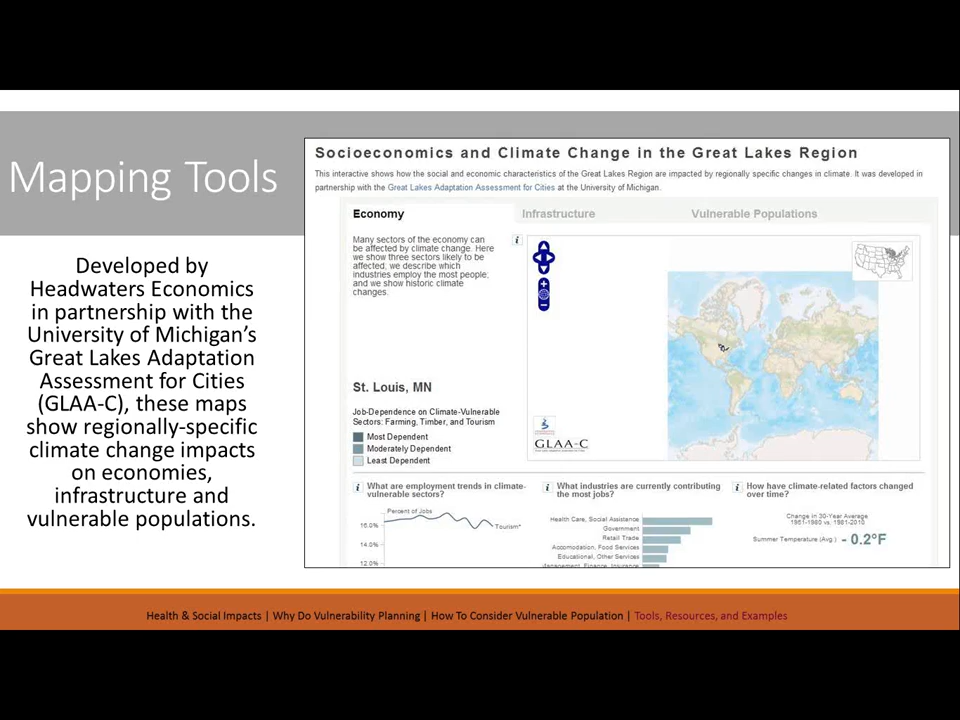 Mapping Tools
Developed by
Headwaters Economics
in partnership with the
University of Michigan's
Great Lakes Adaptation
Assessment for Cities
(GLAA-C), these maps
show regionally-specific
climate change impacts
on economies,
infrastructure and
vulnerable populations.
Socioeconomics and Climate Change in the Great Lakes Region
This interactive shows how the social and economic characteristics of the Great Lakes Region are impacted by regionally specific changes in climate. It was developed in
partnership with the Great Lakes Adaptation Assessment for Cities at the University of Michigan.
Economy
Infrastructure
Vulnerable Populations
Many sectors of the economy can
be affected by climate change. Here
we show three sectors likely to be
affected; we describe which
industries employ the most people;
and we show historic climate
changes.
St. Louis, MN
Job-Dependence on Climate-Vulnerable
Sectors: Farming, Timber, and Tourism
Most Dependent
Moderately Dependent
Least Dependent
GLAA-C
What are employment trends in climate-
vulnerable sectors?
Percent of Jobs
16.0%
14.0%
12.0%
Tourism*
What industries are currently contributing
the most jobs?
Health Care, Social Assistance
Government
Retail Trade
Accomodation, Food Services
Educational, Other Services
Management, Finance, Insurance
How have climate-related factors changed
over time?
Change in 30-Year Average
1951-1980 vs. 1981-2010
Summer Temperature (Avg.) - 0.2°F
Health & Social Impacts | Why Do Vulnerability Planning | How To Consider Vulnerable Population | Tools, Resources, and Examples